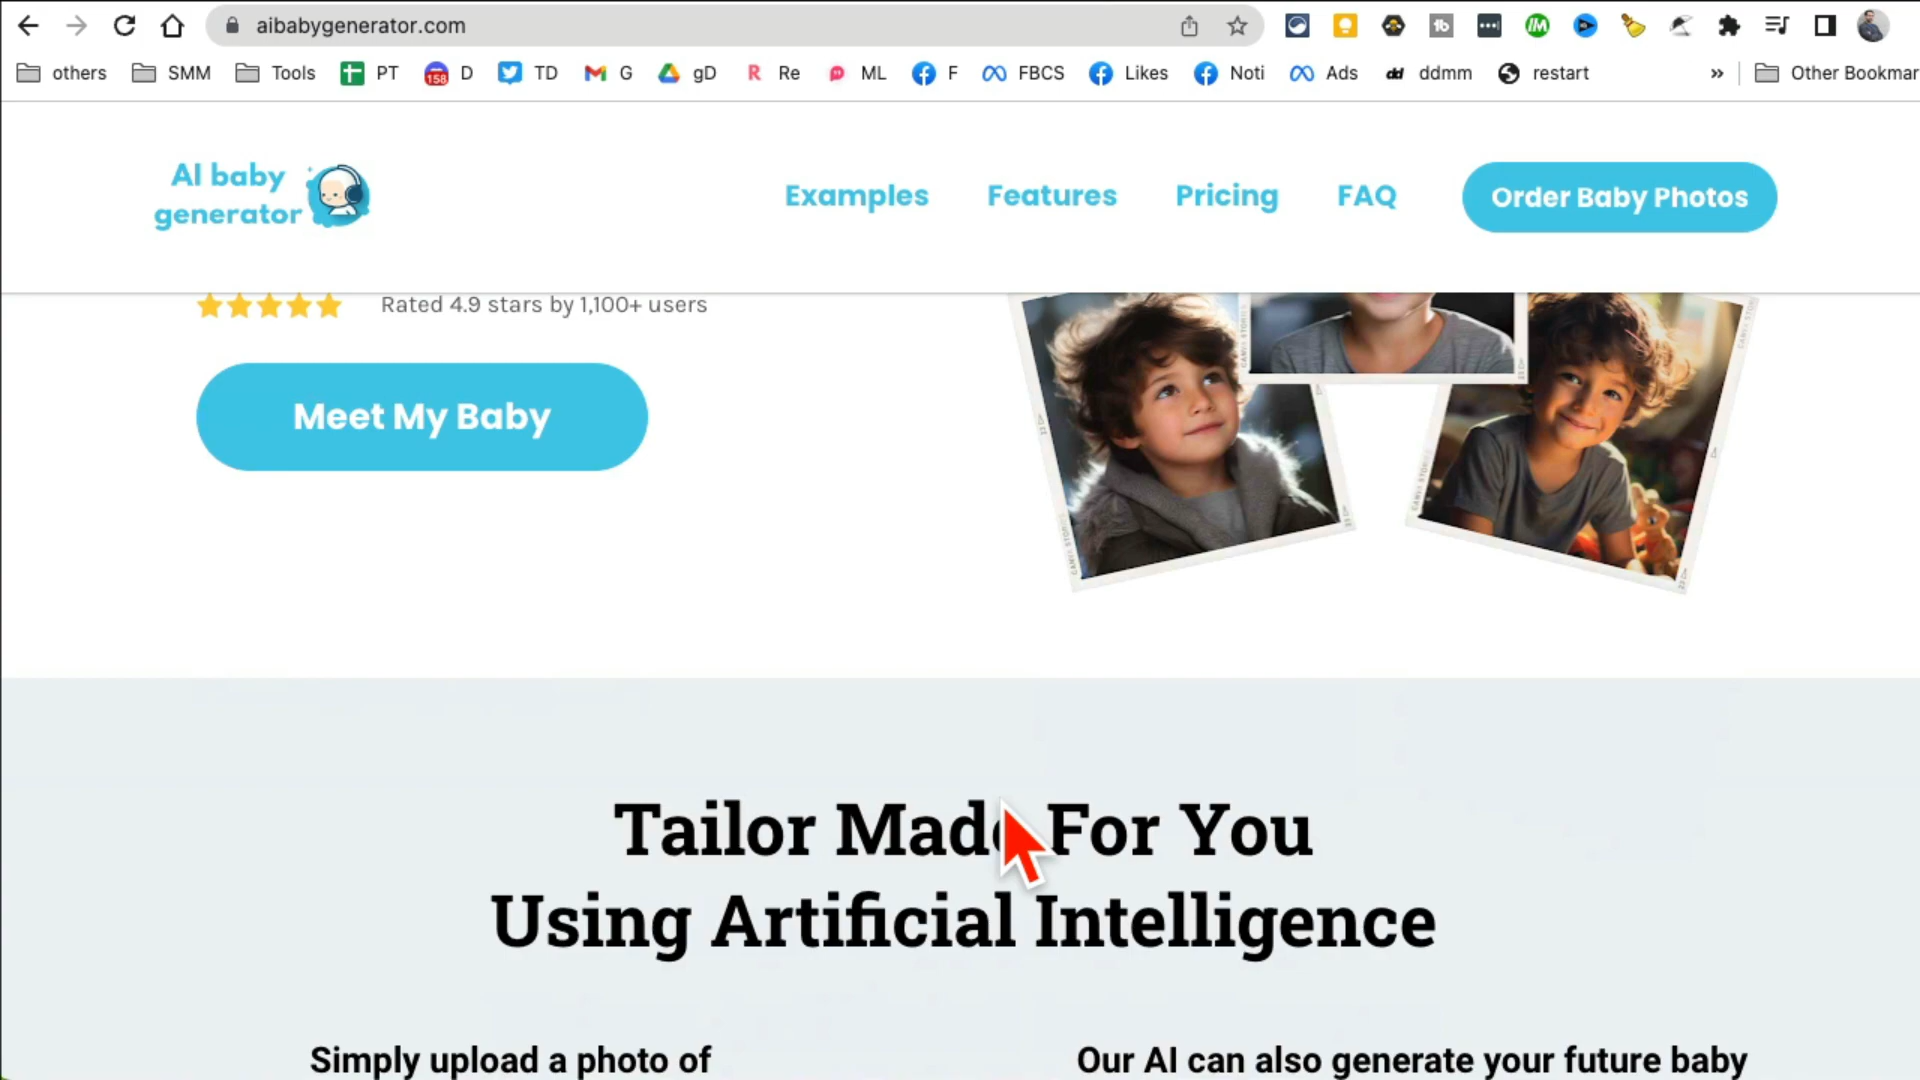 aibabygenerator.com
others SMM Tools PT 158 D TD G gD Re ML F FBCS Likes Noti Ads dd ddmm restart » Other Bookmar
AI baby
generator
Examples Features Pricing FAQ Order Baby Photos
Rated 4.9 stars by 1,100+ users
Meet My Baby
Tailor Made For You
Using Artificial Intelligence
Simply upload a photo of
Our AI can also generate your future baby